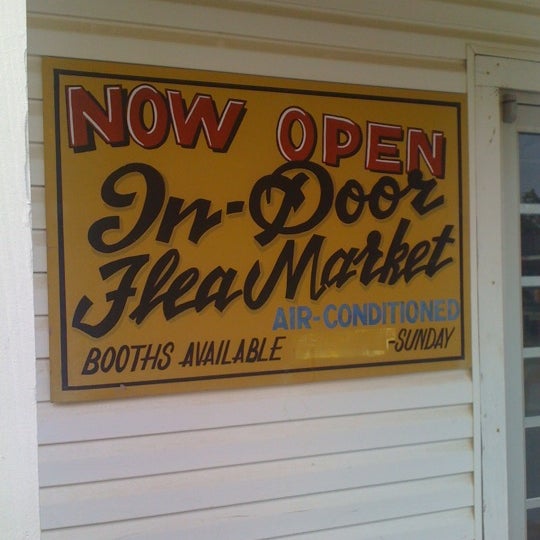 NOW OPEN
In-Door
Flea Market
AIR-CONDITIONED
BOOTHS AVAILABLE -SUNDAY